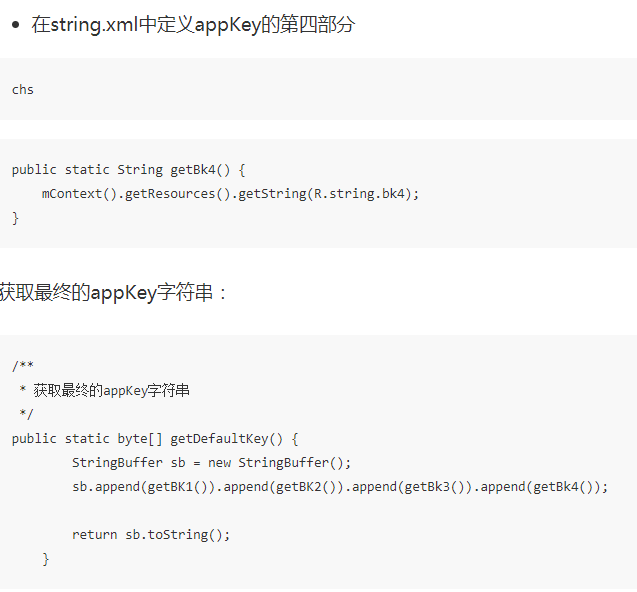 • 在string.xml中定义appKey的第四部分
chs
public static String getBk4() {
    mContext().getResources().getString(R.string.bk4);
}
获取最终的appKey字符串：
/**
 * 获取最终的appKey字符串
 */
public static byte[] getDefaultKey() {
        StringBuffer sb = new StringBuffer();
        sb.append(getBK1()).append(getBK2()).append(getBk3()).append(getBk4());
        return sb.toString();
    }